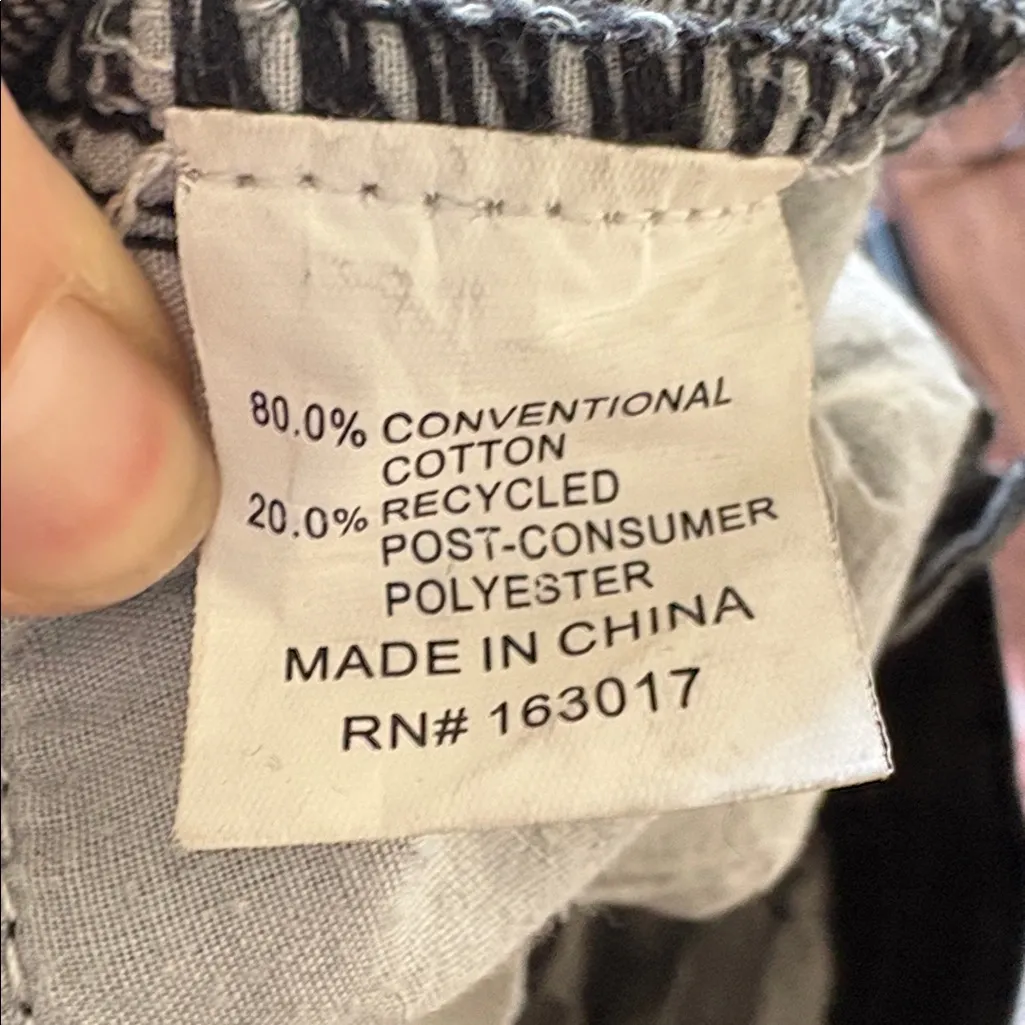 80.0% CONVENTIONAL
COTTON
20.0% RECYCLED
POST-CONSUMER
POLYESTER
MADE IN CHINA
RN# 163017